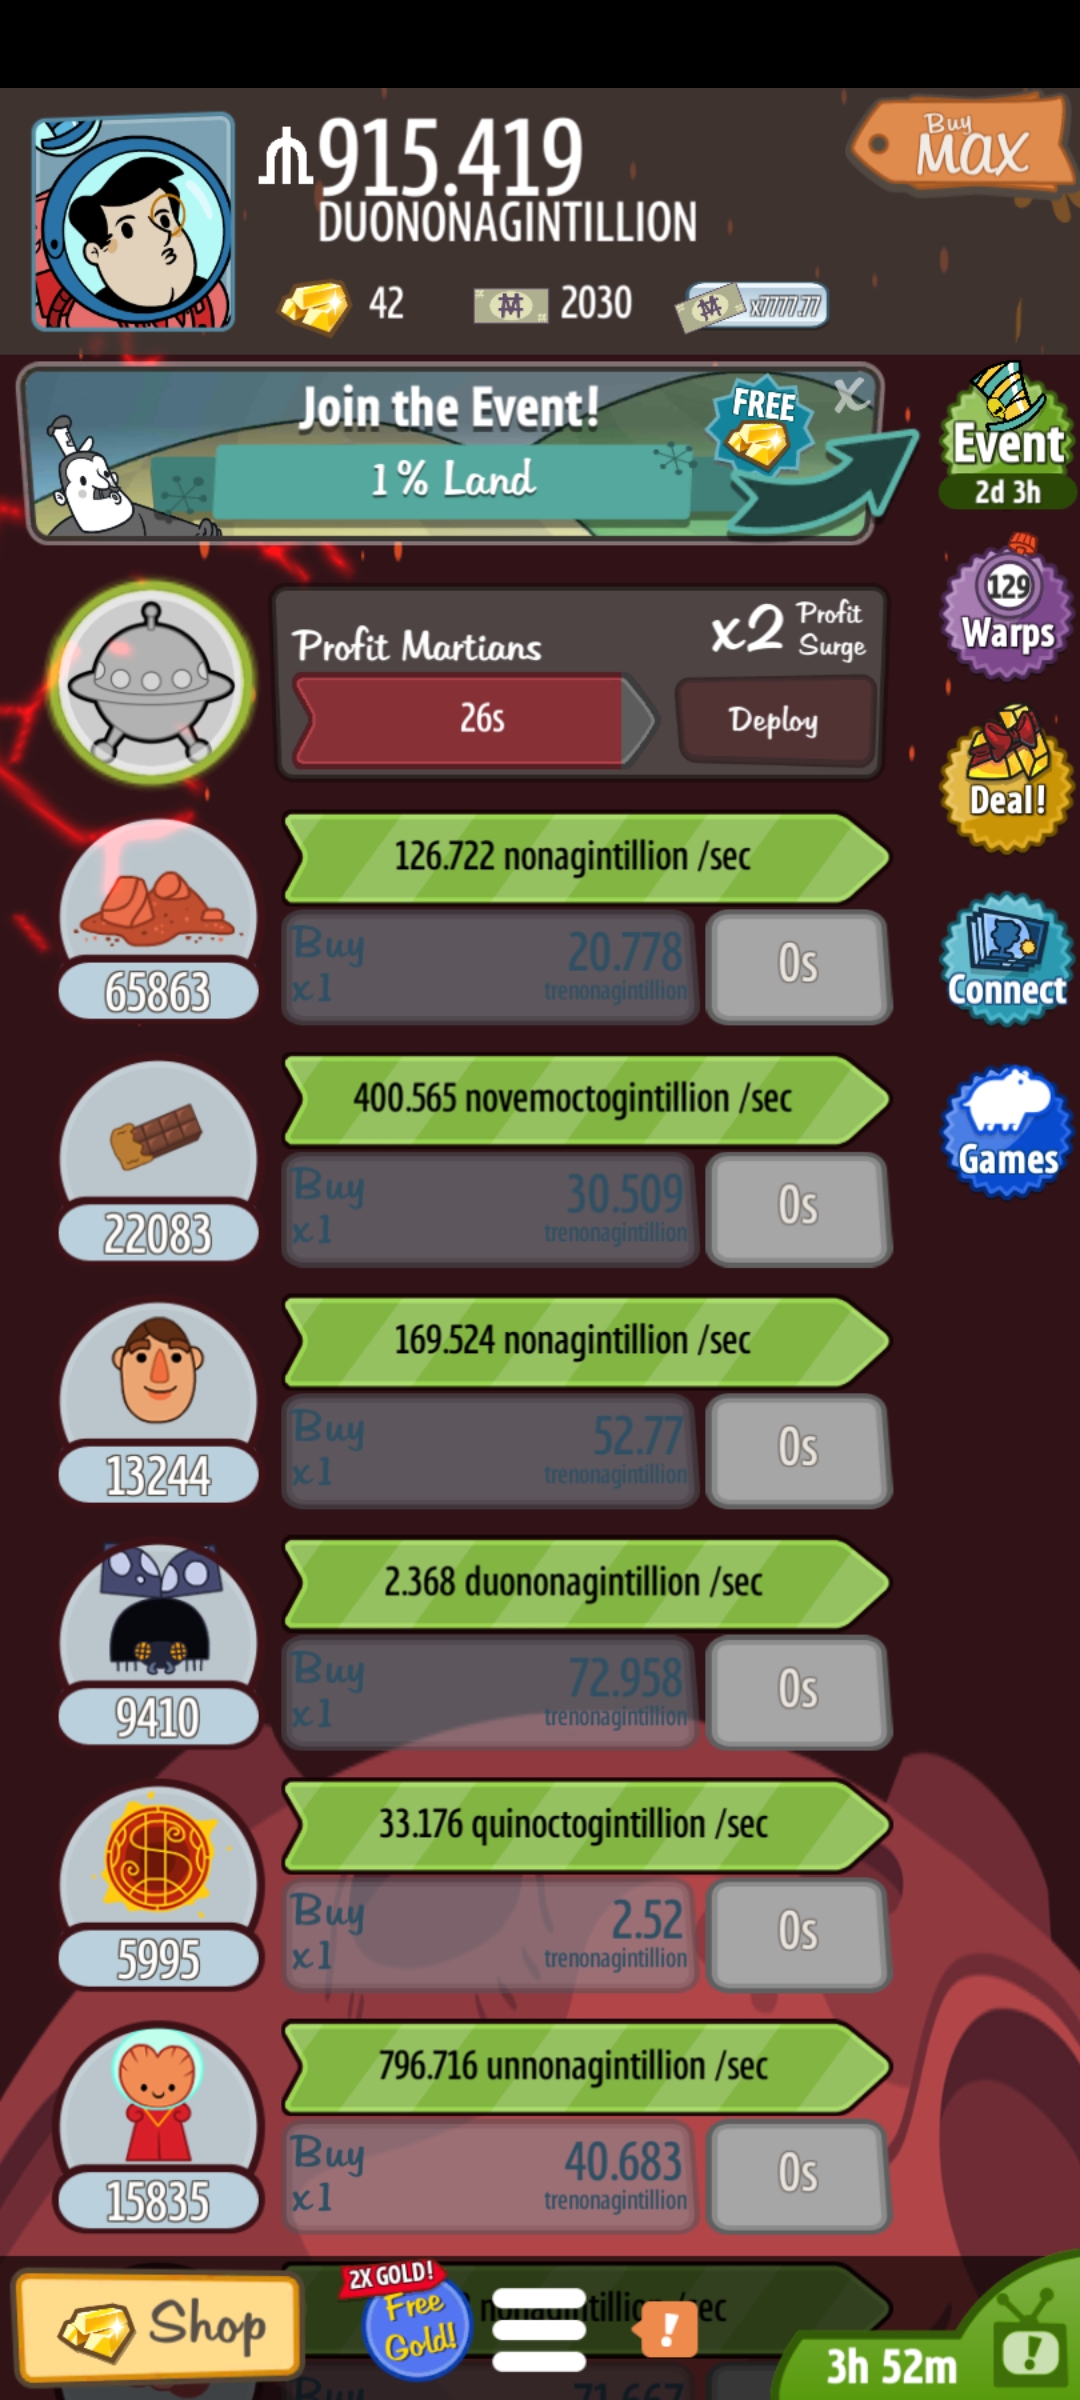 915.419
DUONONAGINTILLION
Buy
MAX
42
2030
x7777.77
Join the Event!
1% Land
FREE
X
Event
2d 3h
Profit Martians
x2 Profit
Surge
26s
Deploy
129
Warps
Deal!
Connect
Games
126.722 nonagintillion /sec
65863
Buy
x1
20.778
trenonagintillion
0s
400.565 novemoctogintillion /sec
22083
Buy
x1
30.509
trenonagintillion
0s
169.524 nonagintillion /sec
13244
Buy
x1
52.77
trenonagintillion
0s
2.368 duononagintillion /sec
9410
Buy
x1
72.958
trenonagintillion
0s
33.176 quinoctogintillion /sec
5995
Buy
x1
2.52
trenonagintillion
0s
796.716 unnonagintillion /sec
15835
Buy
x1
40.683
trenonagintillion
0s
Shop
2X GOLD!
Free
Gold!
!
3h 52m
!
Buy
71.667